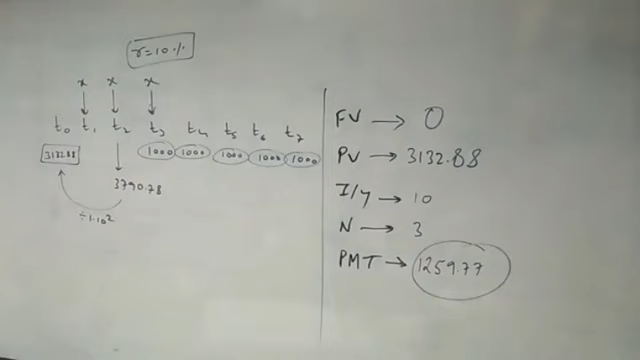 r = 10 %
x x x
t0 t1 t2 t3 t4 t5 t6 t7
3132.88 1000 1000 1000 1000 1000
3790.78
÷ 1.10²
FV → 0
PV → 3132.88
I/y → 10
N → 3
PMT → 1259.77